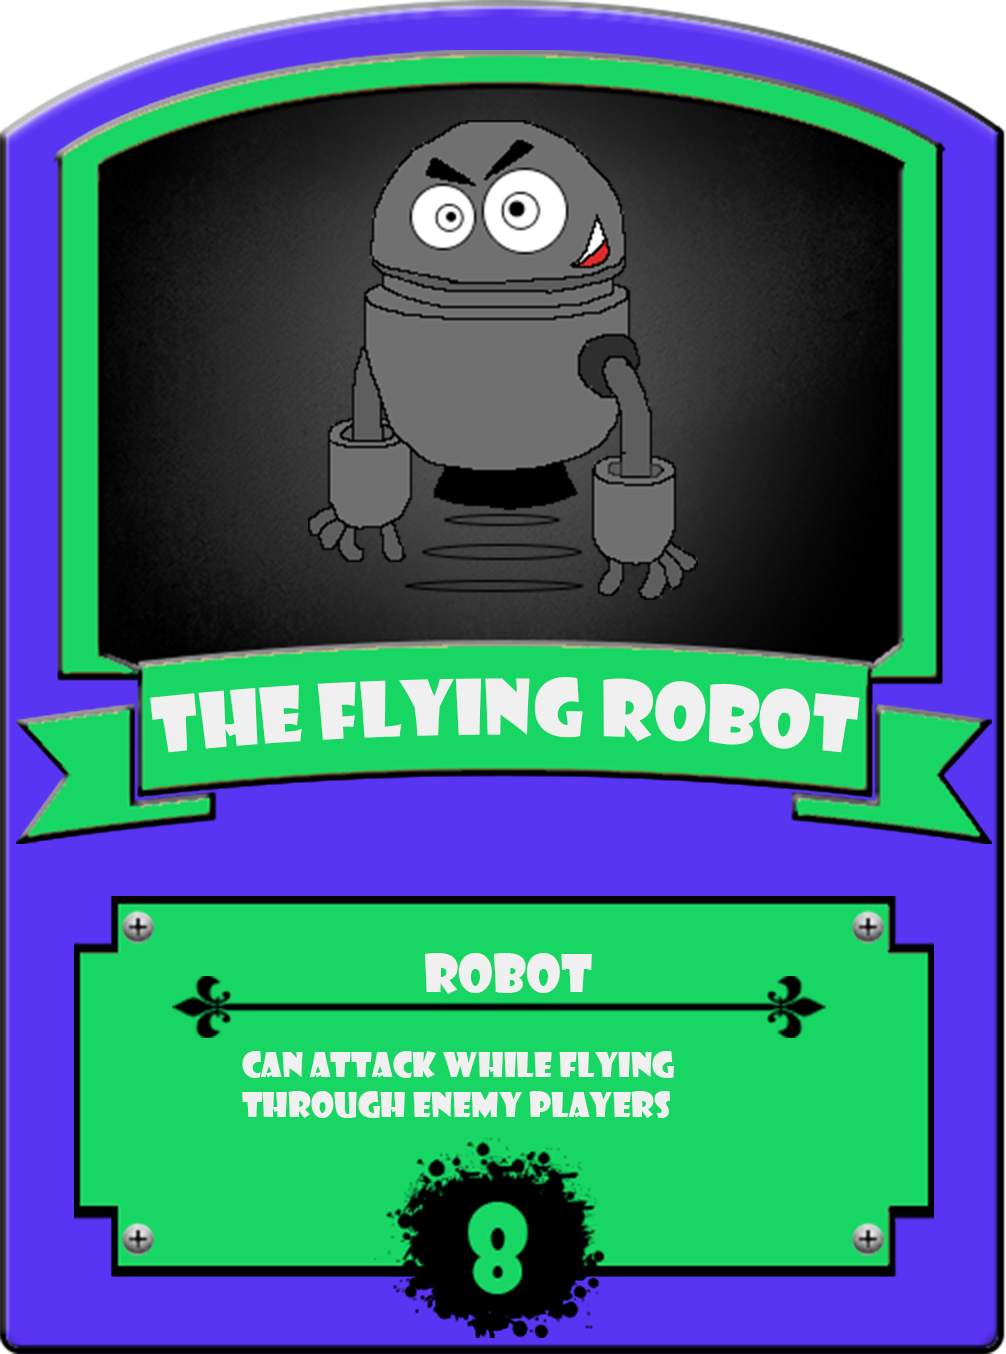 THE FLYING ROBOT
ROBOT
CAN ATTACK WHILE FLYING
THROUGH ENEMY PLAYERS
8